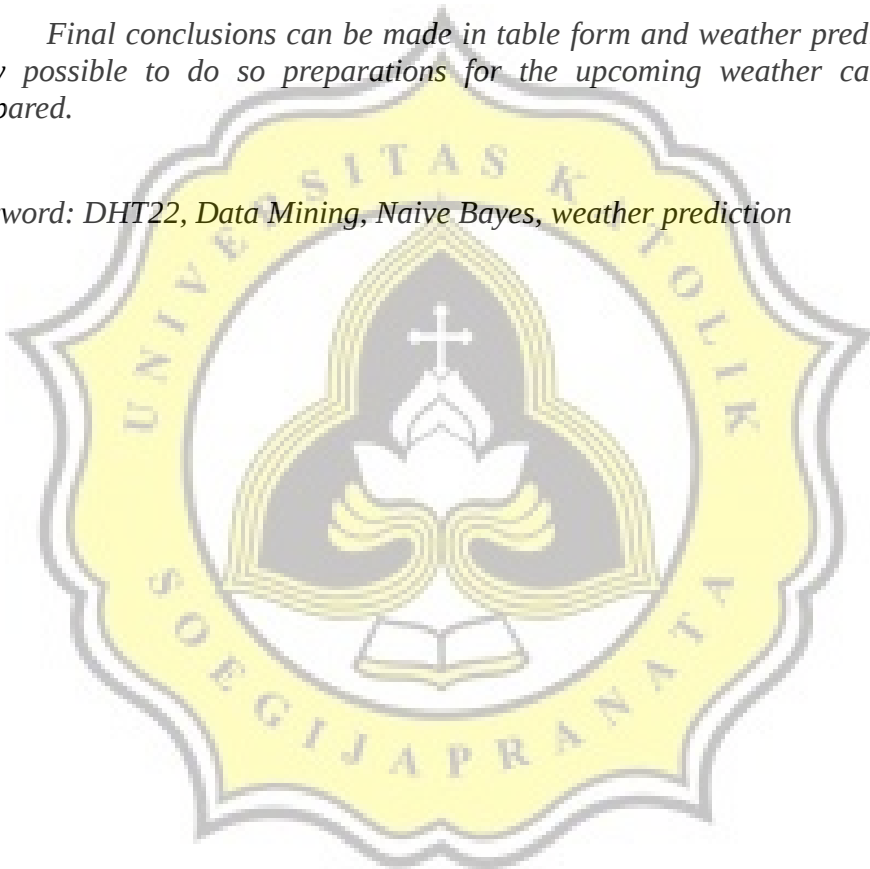 Final conclusions can be made in table form and weather pred
possible to do so preparations for the upcoming weather ca
pared.
word: DHT22, Data Mining, Naive Bayes, weather prediction
UNIVERSITAS KATOLIK
SOEGIJAPRANATA